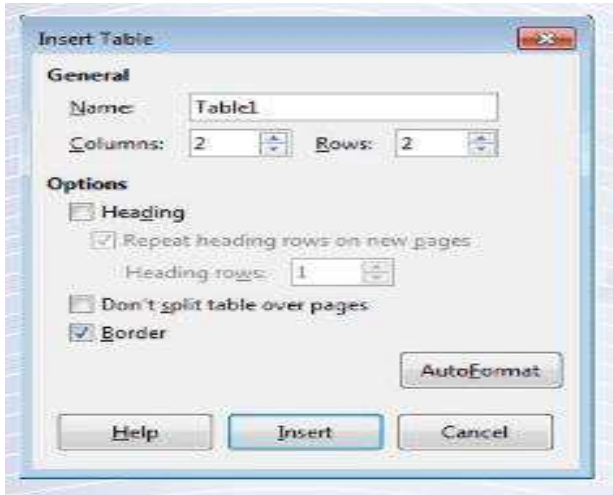 Insert Table
General
Name: Table1
Columns: 2 Rows: 2
Options
Heading
Repeat heading rows on new pages
Heading rows: 1
Don't split table over pages
Border
AutoFormat
Help Insert Cancel